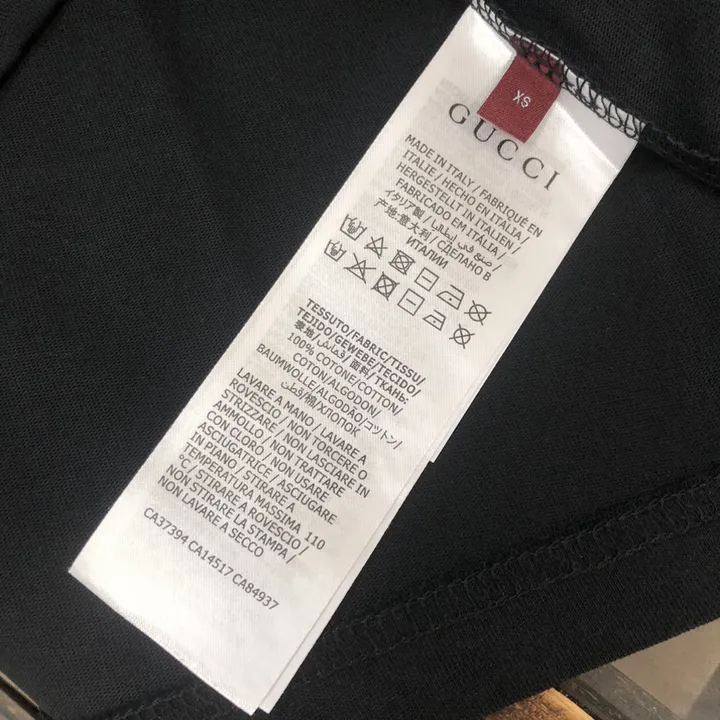 XS
GUCCI
MADE IN ITALY / FABRIQUÉ EN
ITALIE / HECHO EN ITALIA /
HERGESTELLT IN ITALIEN /
FABRICADO EM ITÁLIA /
イタリア製 / صنع في إيطاليا /
产地:意大利 / СДЕЛАНО В
ИТАЛИИ
TESSUTO/FABRIC/TISSU/
TEJIDO/GEWEBE/TECIDO/
表地/قماش/面料/ТКАНЬ:
100% COTONE/COTTON/
COTON/ALGODON/
BAUMWOLLE/ALGODAO/コットン/
قطن/棉/ХЛОПОК
LAVARE A MANO / LAVARE A
ROVESCIO / NON TORCERE O
STRIZZARE / NON LASCIARE IN
AMMOLLO / NON TRATTARE
CON CLORO / NON USARE
ASCIUGATRICE / ASCIUGARE
IN PIANO / STIRARE A
TEMPERATURA MASSIMA 110
°C / STIRARE A ROVESCIO /
NON STIRARE LA STAMPA /
NON LAVARE A SECCO
CA37394 CA14517 CA84937